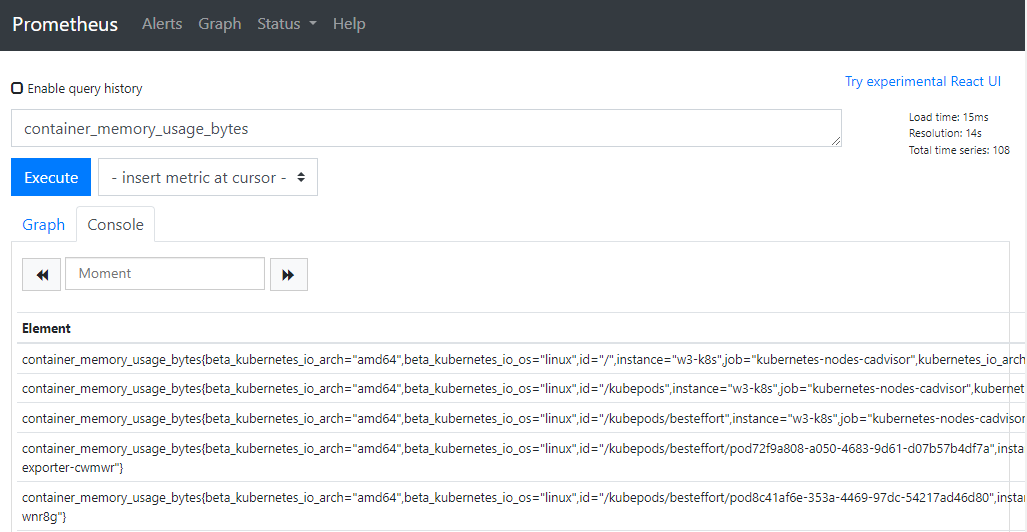 Prometheus Alerts Graph Status Help
Enable query history
Try experimental React UI
container_memory_usage_bytes
Load time: 15ms
Resolution: 14s
Total time series: 108
Execute - insert metric at cursor -
Graph Console
Moment
Element
container_memory_usage_bytes{beta_kubernetes_io_arch="amd64",beta_kubernetes_io_os="linux",id="/",instance="w3-k8s",job="kubernetes-nodes-cadvisor",kubernetes_io_arch
container_memory_usage_bytes{beta_kubernetes_io_arch="amd64",beta_kubernetes_io_os="linux",id="/kubepods",instance="w3-k8s",job="kubernetes-nodes-cadvisor",kubernet
container_memory_usage_bytes{beta_kubernetes_io_arch="amd64",beta_kubernetes_io_os="linux",id="/kubepods/besteffort",instance="w3-k8s",job="kubernetes-nodes-cadvisor
container_memory_usage_bytes{beta_kubernetes_io_arch="amd64",beta_kubernetes_io_os="linux",id="/kubepods/besteffort/pod72f9a808-a050-4683-9d61-d07b57b4df7a",insta
exporter-cwmwr"}
container_memory_usage_bytes{beta_kubernetes_io_arch="amd64",beta_kubernetes_io_os="linux",id="/kubepods/besteffort/pod8c41af6e-353a-4469-97dc-54217ad46d80",instan
wnr8g"}